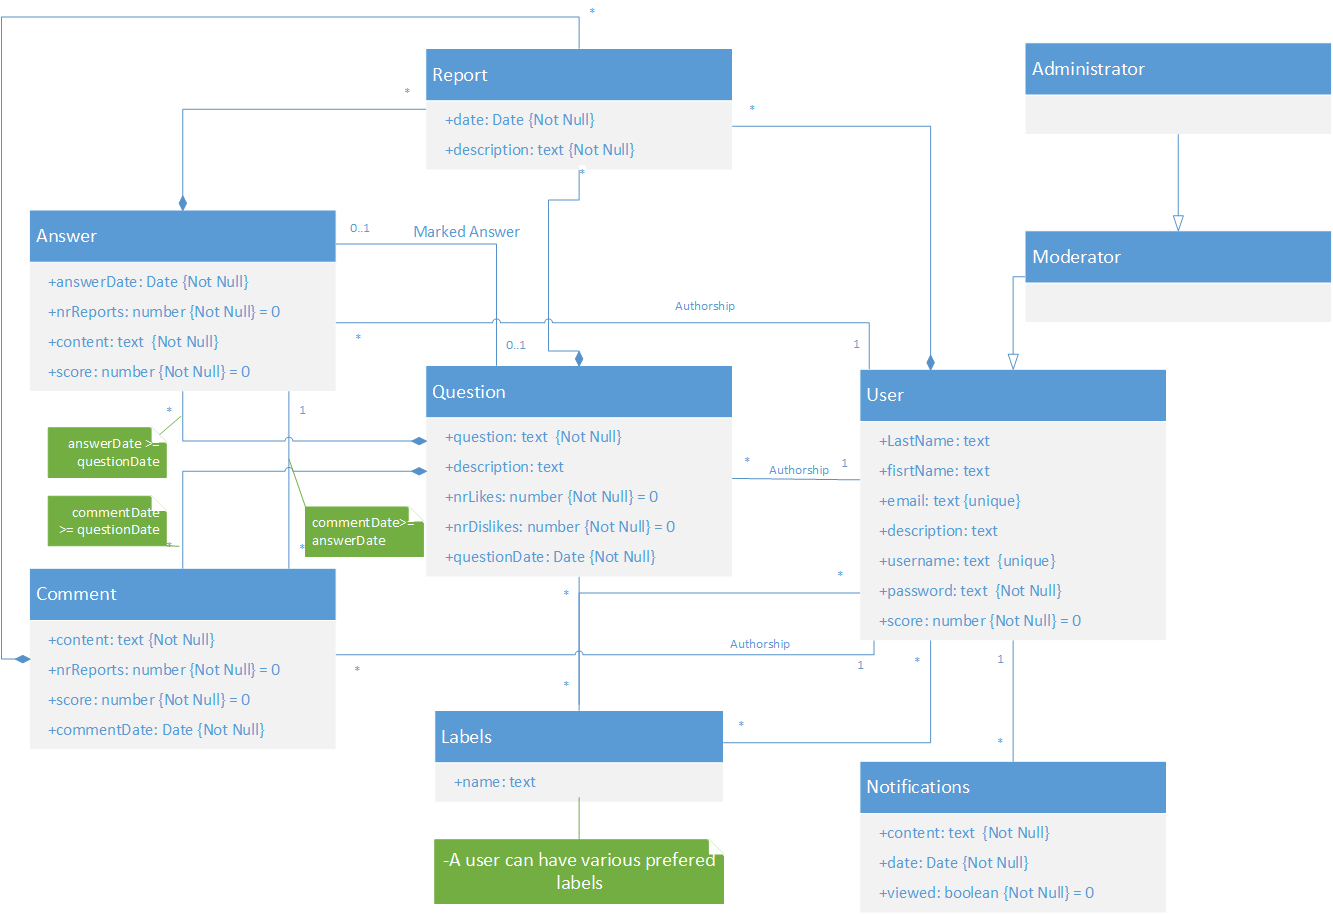 *
Report
+date: Date {Not Null}
+description: text {Not Null}
*
*
*
Administrator
Moderator
Answer
+answerDate: Date {Not Null}
+nrReports: number {Not Null} = 0
+content: text {Not Null}
+score: number {Not Null} = 0
0..1
Marked Answer
0..1
Authorship
*
1
Question
+question: text {Not Null}
+description: text
+nrLikes: number {Not Null} = 0
+nrDislikes: number {Not Null} = 0
+questionDate: Date {Not Null}
User
+LastName: text
+fisrtName: text
+email: text {unique}
+description: text
+username: text {unique}
+password: text {Not Null}
+score: number {Not Null} = 0
*
1
answerDate >=
questionDate
commentDate
>= questionDate
*
commentDate>=
answerDate
*
*
Authorship
1
*
*
*
Comment
+content: text {Not Null}
+nrReports: number {Not Null} = 0
+score: number {Not Null} = 0
+commentDate: Date {Not Null}
Authorship
*
1
*
*
1
*
Labels
+name: text
-A user can have various prefered
labels
Notifications
+content: text {Not Null}
+date: Date {Not Null}
+viewed: boolean {Not Null} = 0